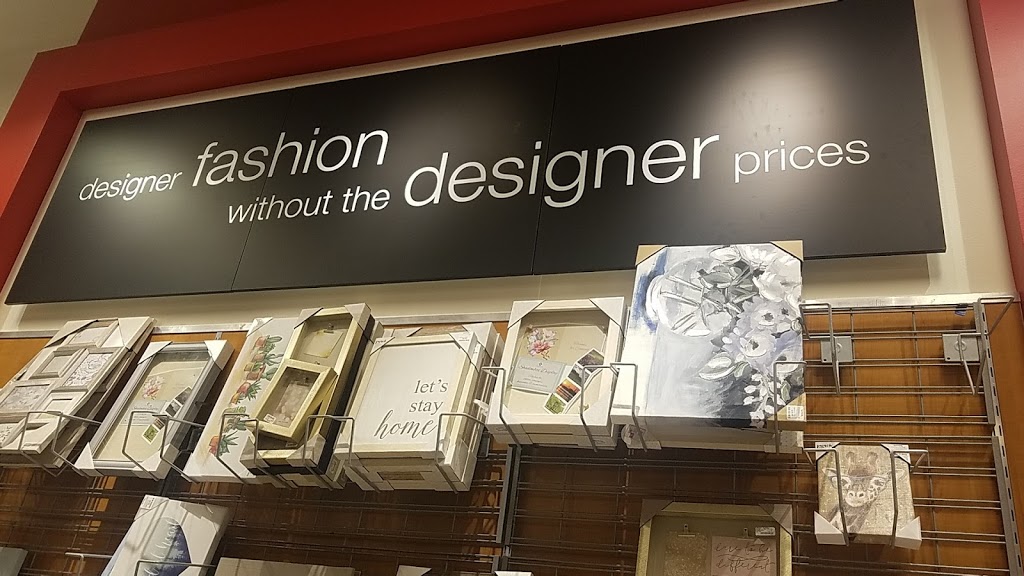 designer fashion
without the designer prices
let's
stay
home